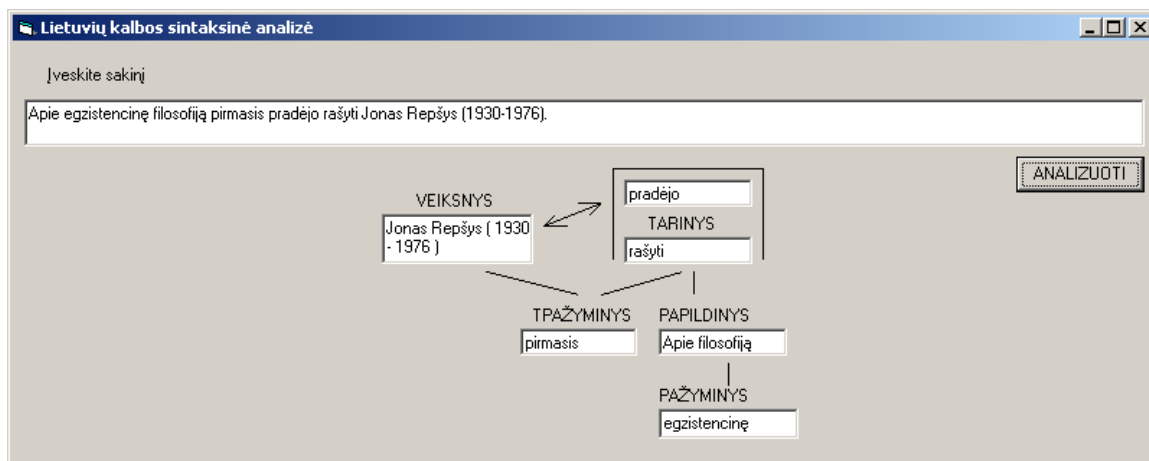 Lietuvių kalbos sintaksinė analizė
Įveskite sakinį
Apie egzistencinę filosofiją pirmasis pradėjo rašyti Jonas Repšys (1930-1976).
ANALIZUOTI
VEIKSNYS
Jonas Repšys ( 1930
- 1976 )
pradėjo
TARINYS
rašyti
TPAŽYMINYS
pirmasis
PAPILDINYS
Apie filosofiją
PAŽYMINYS
egzistencinę